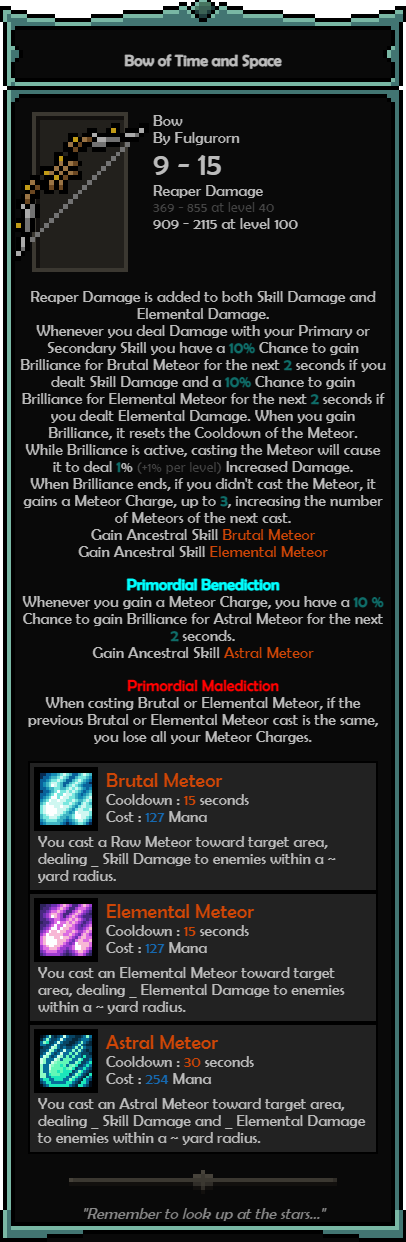 Bow of Time and Space
Bow
By Fulgurorn
9 - 15
Reaper Damage
369 - 855 at level 40
909 - 2115 at level 100
Reaper Damage is added to both Skill Damage and
Elemental Damage.
Whenever you deal Damage with your Primary or
Secondary Skill you have a 10% Chance to gain
Brilliance for Brutal Meteor for the next 2 seconds if you
dealt Skill Damage and a 10% Chance to gain
Brilliance for Elemental Meteor for the next 2 seconds if
you dealt Elemental Damage. When you gain
Brilliance, it resets the Cooldown of the Meteor.
While Brilliance is active, casting the Meteor will cause
it to deal 1% (+1% per level) Increased Damage.
When Brilliance ends, if you didn't cast the Meteor, it
gains a Meteor Charge, up to 3, increasing the number
of Meteors of the next cast.
Gain Ancestral Skill Brutal Meteor
Gain Ancestral Skill Elemental Meteor
Primordial Benediction
Whenever you gain a Meteor Charge, you have a 10 %
Chance to gain Brilliance for Astral Meteor for the next
2 seconds.
Gain Ancestral Skill Astral Meteor
Primordial Malediction
When casting Brutal or Elemental Meteor, if the
previous Brutal or Elemental Meteor cast is the same,
you lose all your Meteor Charges.
Brutal Meteor
Cooldown : 15 seconds
Cost : 127 Mana
You cast a Raw Meteor toward target area,
dealing _ Skill Damage to enemies within a ~
yard radius.
Elemental Meteor
Cooldown : 15 seconds
Cost : 127 Mana
You cast an Elemental Meteor toward target
area, dealing _ Elemental Damage to enemies
within a ~ yard radius.
Astral Meteor
Cooldown : 30 seconds
Cost : 254 Mana
You cast an Astral Meteor toward target area,
dealing _ Skill Damage and _ Elemental Damage
to enemies within a ~ yard radius.
"Remember to look up at the stars..."